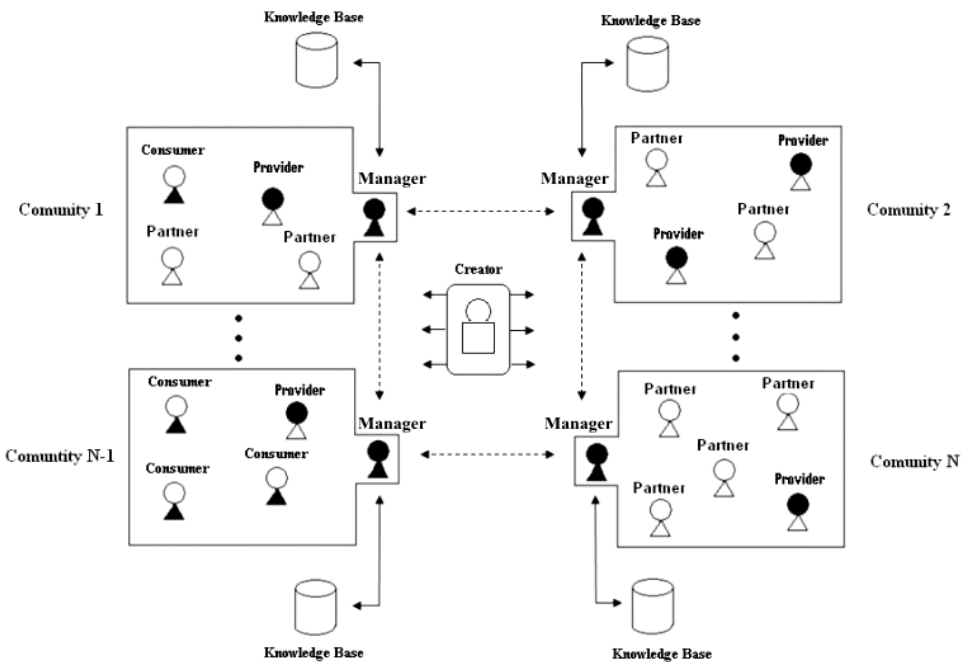 Knowledge Base
Knowledge Base
Consumer
Provider
Manager
Comunity 1
Partner
Partner
Partner
Provider
Manager
Partner
Comunity 2
Provider
Creator
Consumer
Provider
Manager
Comuntity N-1
Consumer
Consumer
Partner
Partner
Manager
Partner
Comunity N
Partner
Provider
Knowledge Base
Knowledge Base